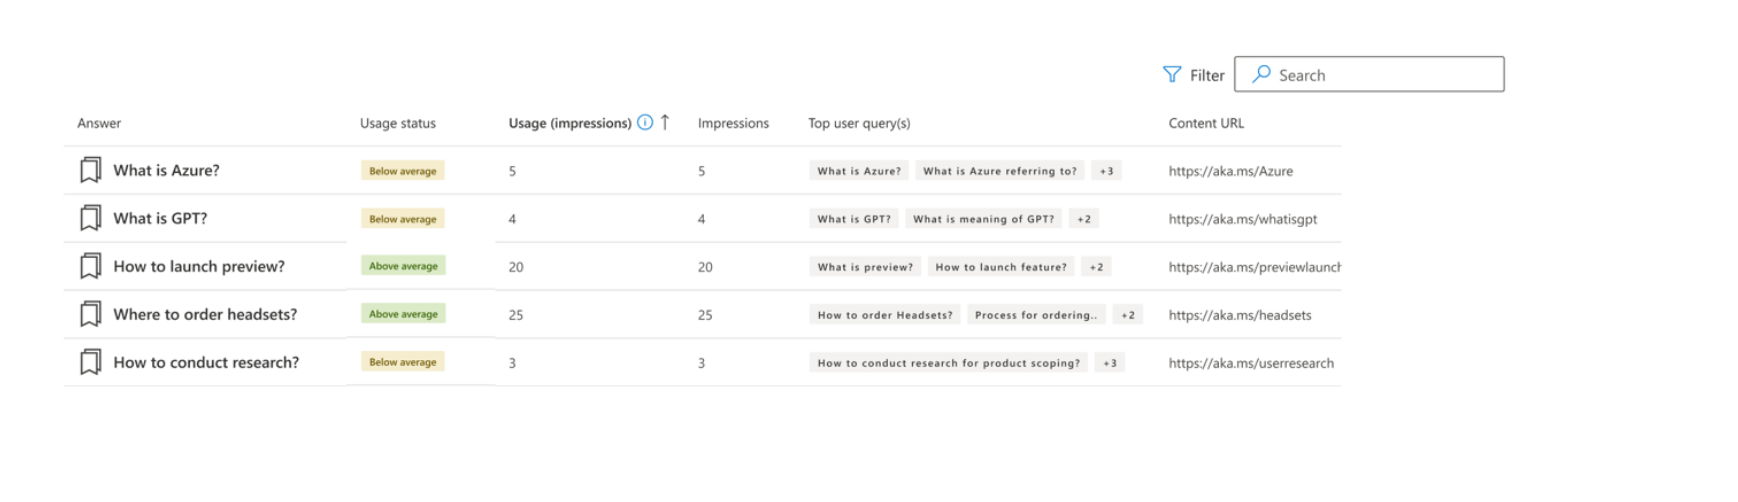 Filter Search
Answer Usage status Usage (impressions) Impressions Top user query(s) Content URL
What is Azure? Below average 5 5 What is Azure? What is Azure referring to? +3 https://aka.ms/Azure
What is GPT? Below average 4 4 What is GPT? What is meaning of GPT? +2 https://aka.ms/whatisgpt
How to launch preview? Above average 20 20 What is preview? How to launch feature? +2 https://aka.ms/previewlaunch
Where to order headsets? Above average 25 25 How to order Headsets? Process for ordering.. +2 https://aka.ms/headsets
How to conduct research? Below average 3 3 How to conduct research for product scoping? +3 https://aka.ms/userresearch